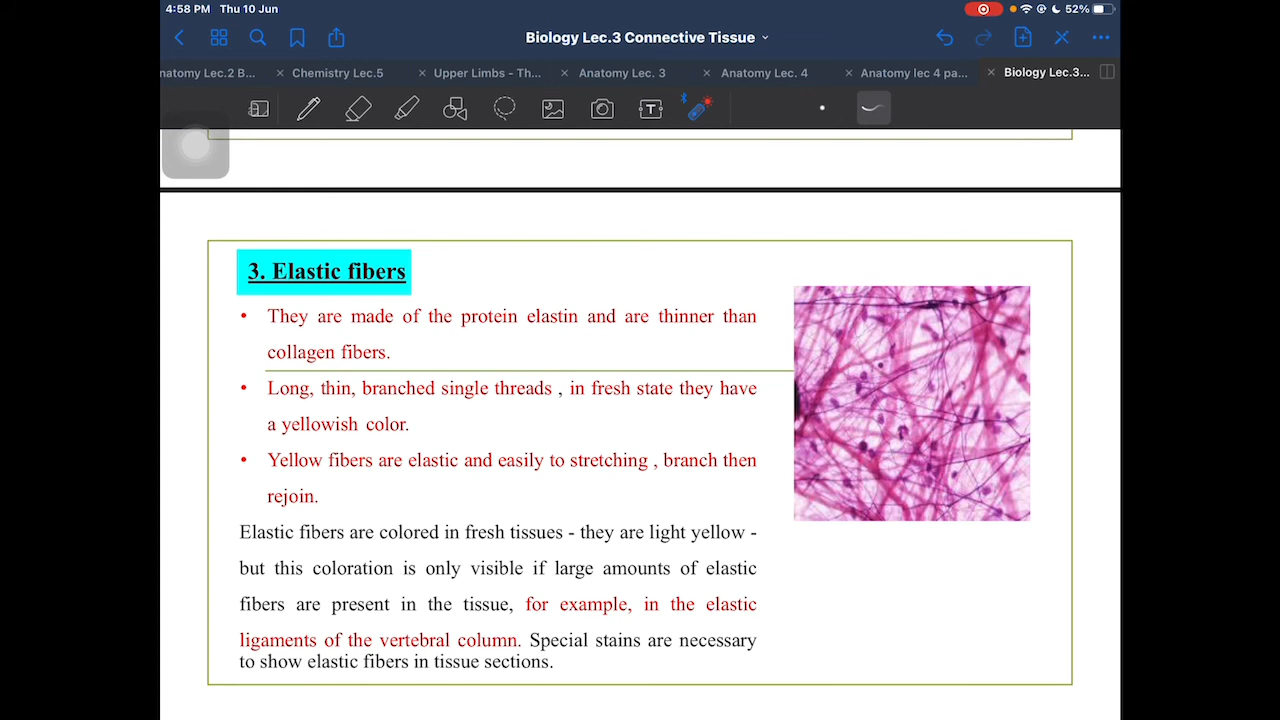 4:58 PM Thu 10 Jun
52%
Biology Lec.3 Connective Tissue
natomy Lec.2 B...
Chemistry Lec.5
Upper Limbs - Th...
Anatomy Lec. 3
Anatomy Lec. 4
Anatomy lec 4 pa...
Biology Lec.3...
T
3. Elastic fibers
• They are made of the protein elastin and are thinner than
collagen fibers.
• Long, thin, branched single threads , in fresh state they have
a yellowish color.
• Yellow fibers are elastic and easily to stretching , branch then
rejoin.
Elastic fibers are colored in fresh tissues - they are light yellow -
but this coloration is only visible if large amounts of elastic
fibers are present in the tissue, for example, in the elastic
ligaments of the vertebral column. Special stains are necessary
to show elastic fibers in tissue sections.